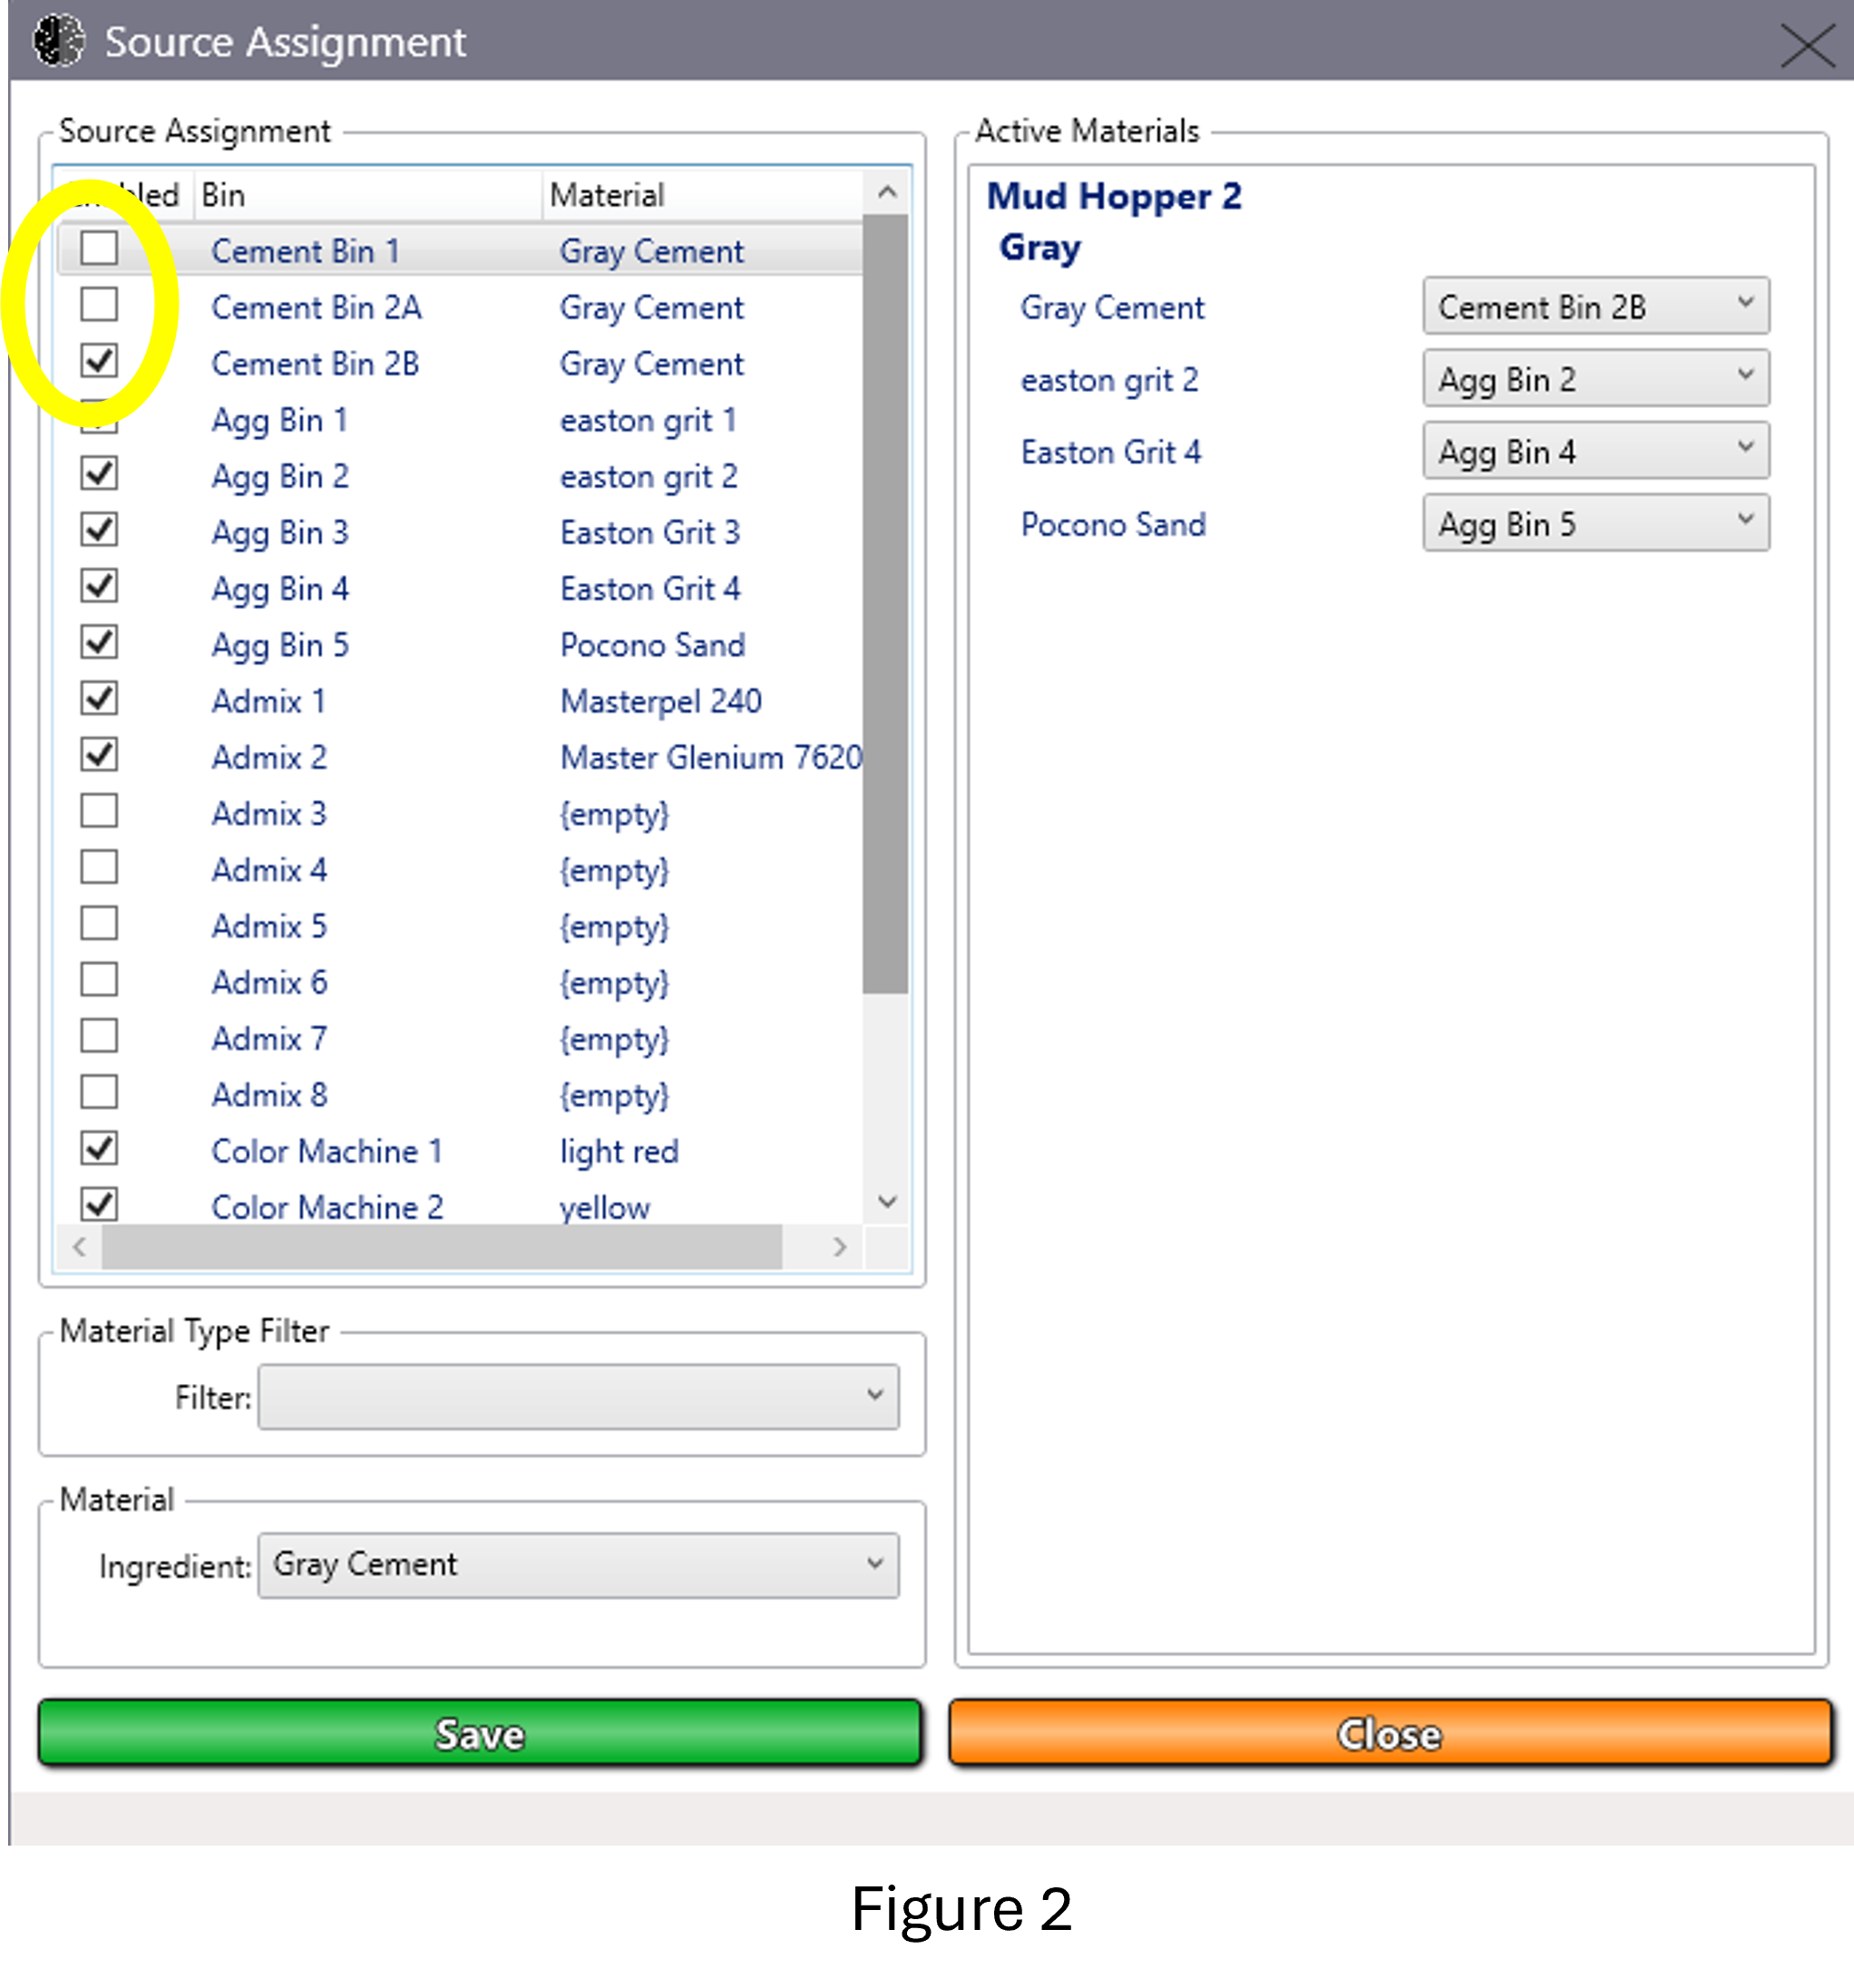 Source Assignment
Source Assignment
Bin Material
Cement Bin 1 Gray Cement
Cement Bin 2A Gray Cement
Cement Bin 2B Gray Cement
Agg Bin 1 easton grit 1
Agg Bin 2 easton grit 2
Agg Bin 3 Easton Grit 3
Agg Bin 4 Easton Grit 4
Agg Bin 5 Pocono Sand
Admix 1 Masterpel 240
Admix 2 Master Glenium 7620
Admix 3 {empty}
Admix 4 {empty}
Admix 5 {empty}
Admix 6 {empty}
Admix 7 {empty}
Admix 8 {empty}
Color Machine 1 light red
Color Machine 2 yellow
Material Type Filter
Filter:
Material
Ingredient: Gray Cement
Save
Active Materials
Mud Hopper 2
Gray
Gray Cement Cement Bin 2B
easton grit 2 Agg Bin 2
Easton Grit 4 Agg Bin 4
Pocono Sand Agg Bin 5
Close
Figure 2